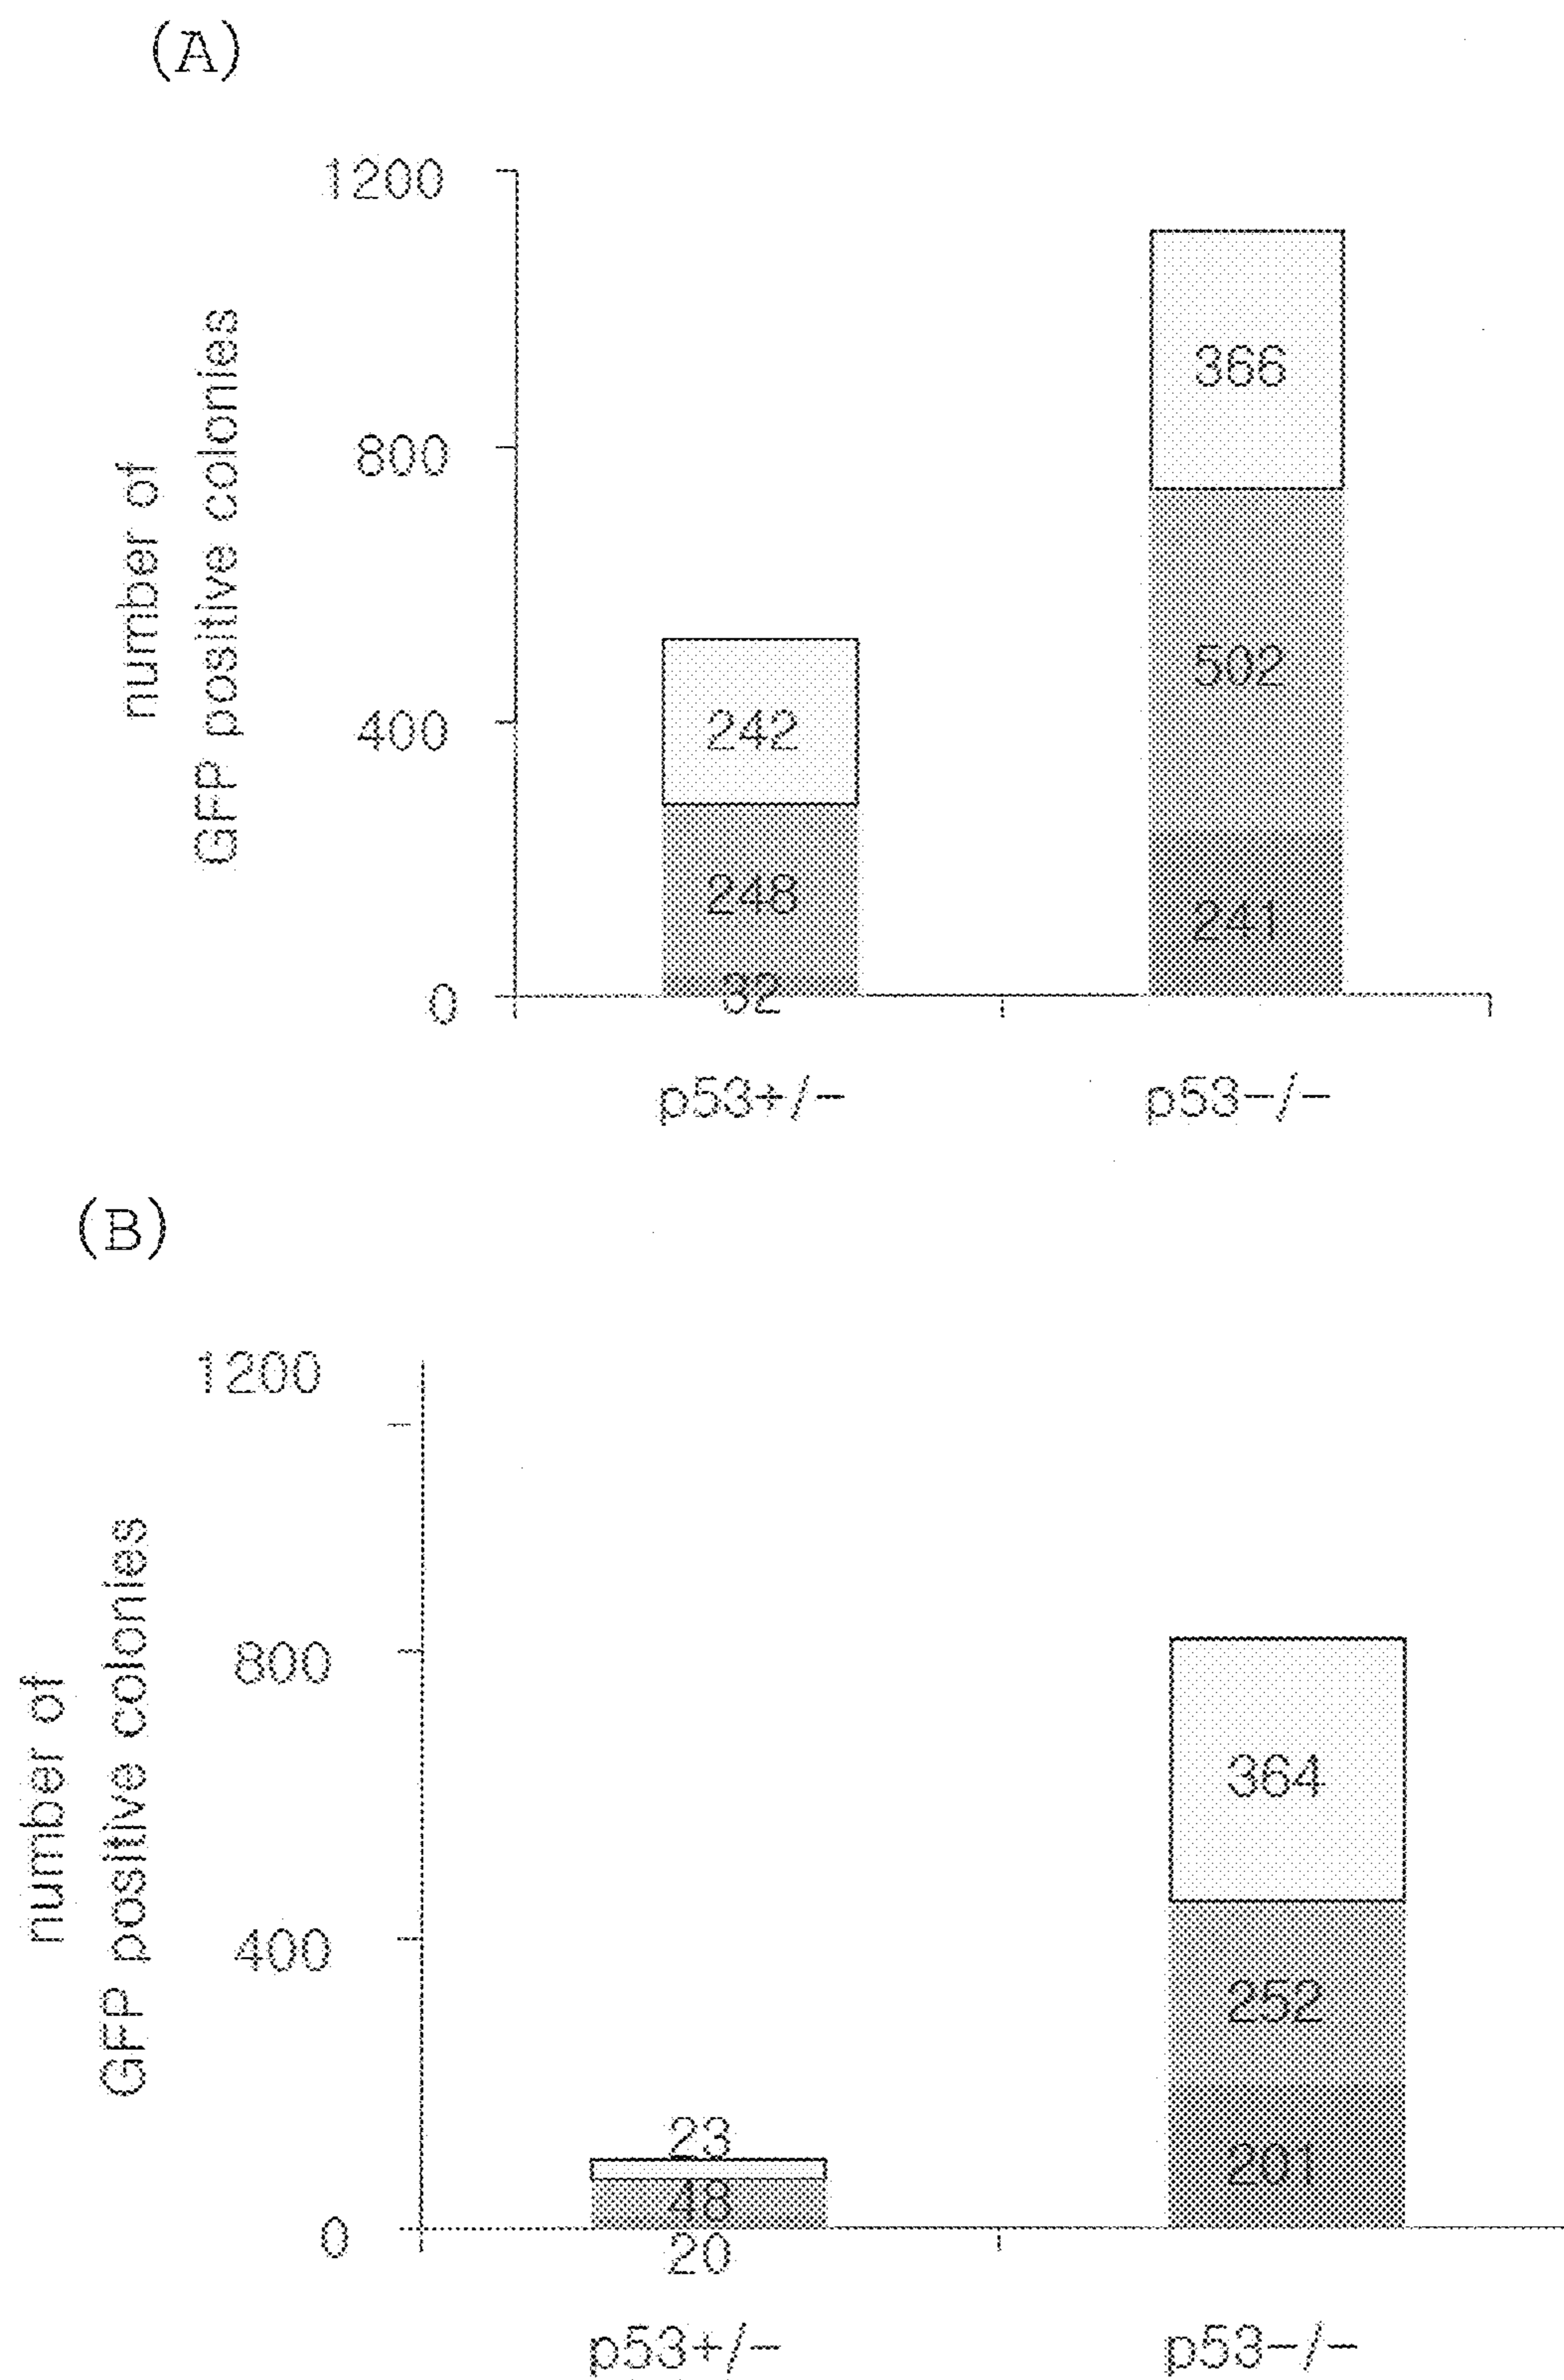 (A)
1200
800
400
0
number of
GFP positive colonies
242
248
32
366
502
241
p53+/-
p53-/-
(B)
1200
800
400
0
number of
GFP positive colonies
23
48
20
364
252
201
p53+/-
p53-/-